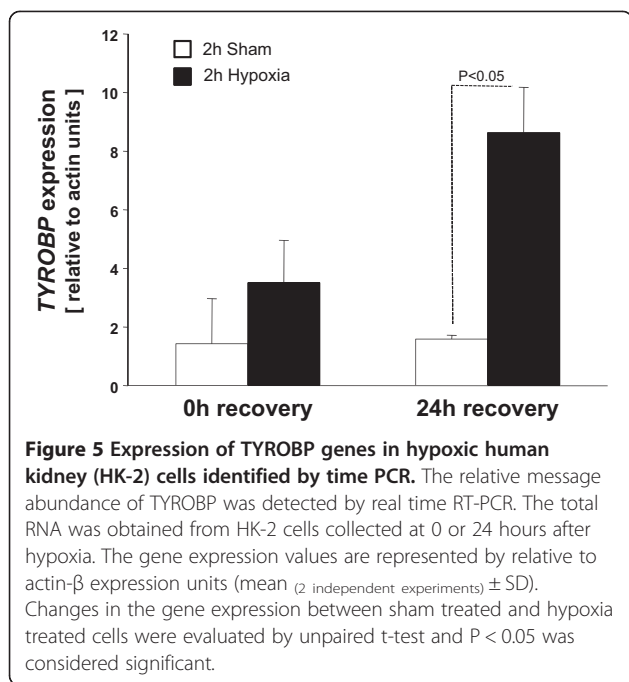 12
10
8
6
4
2
0
TYROBP expression
[ relative to actin units ]
2h Sham
2h Hypoxia
P<0.05
0h recovery 24h recovery
Figure 5 Expression of TYROBP genes in hypoxic human
kidney (HK-2) cells identified by time PCR. The relative message
abundance of TYROBP was detected by real time RT-PCR. The total
RNA was obtained from HK-2 cells collected at 0 or 24 hours after
hypoxia. The gene expression values are represented by relative to
actin-β expression units (mean (2 independent experiments) ± SD).
Changes in the gene expression between sham treated and hypoxia
treated cells were evaluated by unpaired t-test and P < 0.05 was
considered significant.